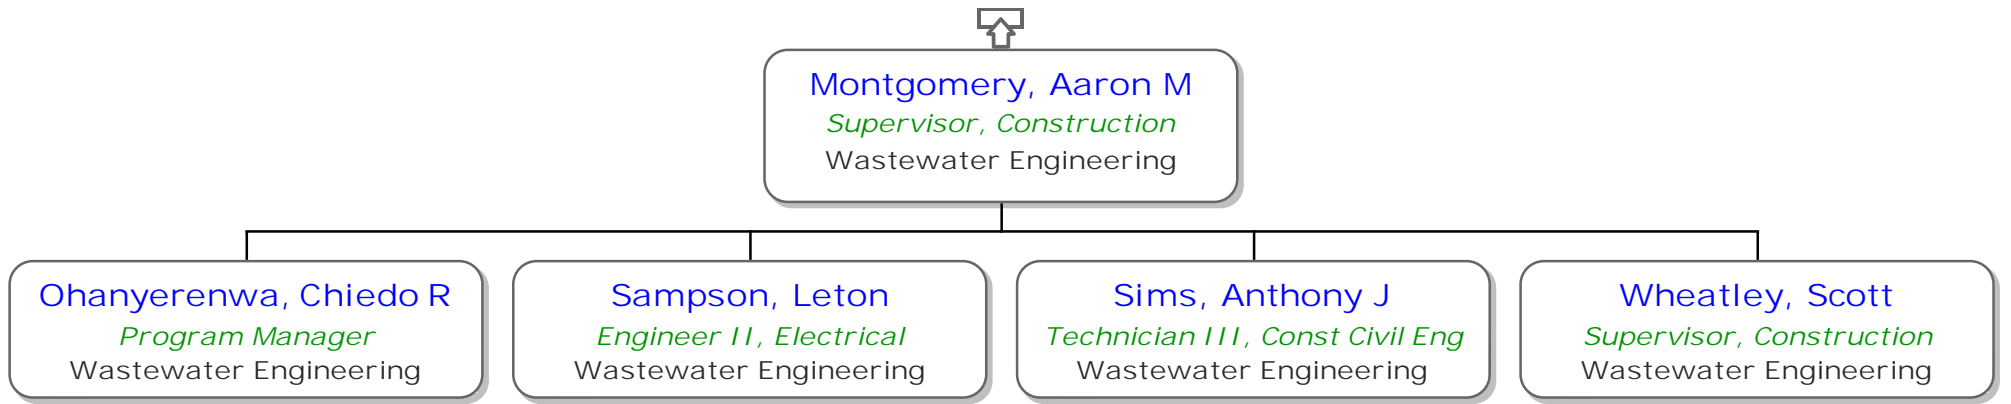 Montgomery, Aaron M
Supervisor, Construction
Wastewater Engineering
Ohanyerenwa, Chiedo R
Program Manager
Wastewater Engineering
Sampson, Leton
Engineer II, Electrical
Wastewater Engineering
Sims, Anthony J
Technician III, Const Civil Eng
Wastewater Engineering
Wheatley, Scott
Supervisor, Construction
Wastewater Engineering